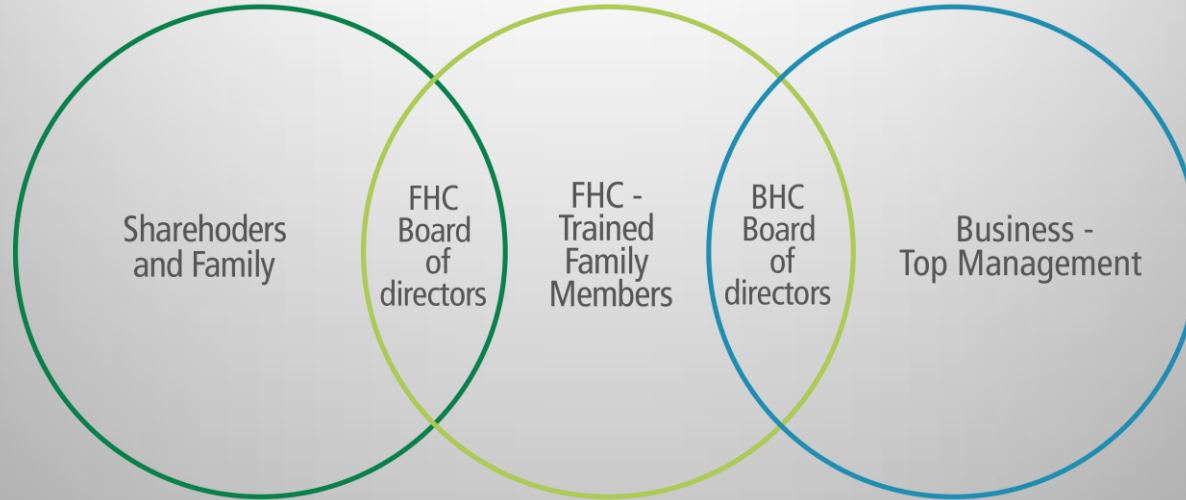 Sharehoders
and Family
FHC
Board
of
directors
FHC -
Trained
Family
Members
BHC
Board
of
directors
Business -
Top Management